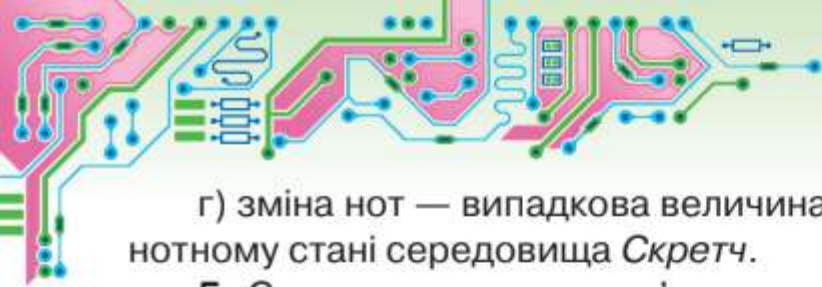 г) зміна нот — випадкова величина
нотному стані середовища Скретч.